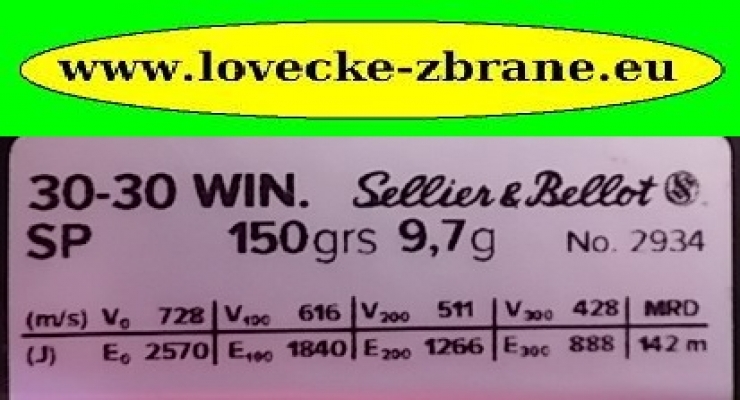 www.lovecke-zbrane.eu
30-30 WIN. Sellier & Bellot S
SP 150grs 9,7g No. 2934
(m/s) V₀ 728 V₁₀₀ 616 V₂₀₀ 511 V₃₀₀ 428 MRD
(J) E₀ 2570 E₁₀₀ 1840 E₂₀₀ 1266 E₃₀₀ 888 142 m